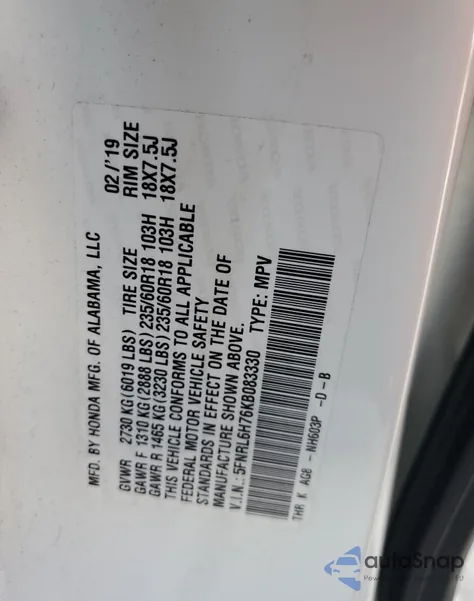 MFD. BY HONDA MFG. OF ALABAMA, LLC 02/'19
GVWR 2730 KG(6019 LBS) TIRE SIZE RIM SIZE
GAWR F 1310 KG(2888 LBS)235/60R18 103H 18X7.5J
GAWR R 1465 KG(3230 LBS)235/60R18 103H 18X7.5J
THIS VEHICLE CONFORMS TO ALL APPLICABLE
FEDERAL MOTOR VEHICLE SAFETY
STANDARDS IN EFFECT ON THE DATE OF
MANUFACTURE SHOWN ABOVE.
V.I.N.: 5FNRL6H76KB083330 TYPE: MPV
THR K AG8 - NH603P -D-B
autoSnap